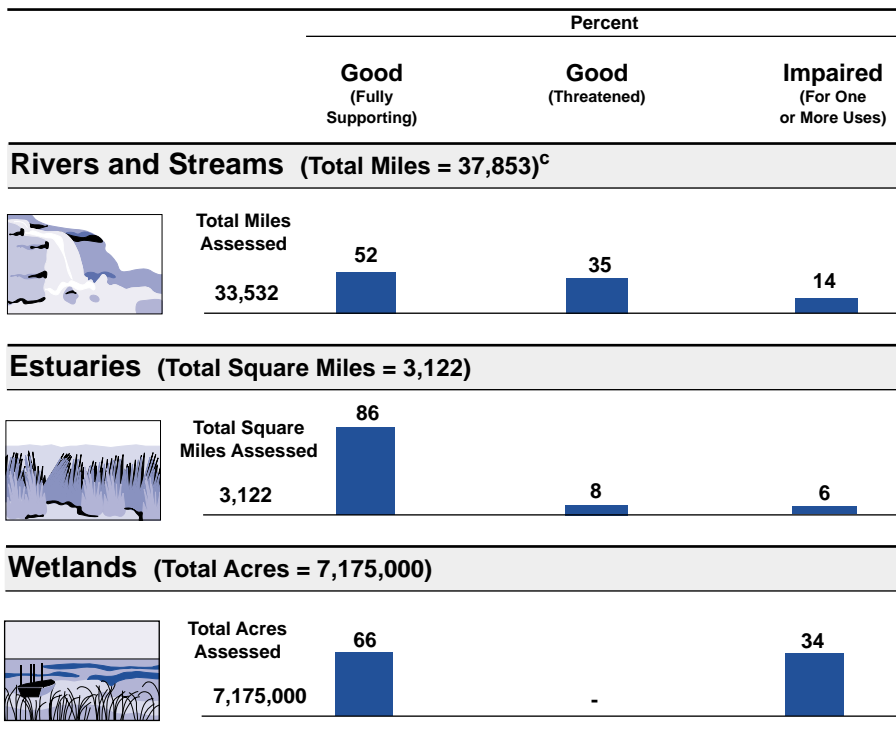 Percent
Good Good Impaired
(Fully (Threatened) (For One
Supporting) or More Uses)
Rivers and Streams (Total Miles = 37,853)c
Total Miles
Assessed
33,532
52 35 14
Estuaries (Total Square Miles = 3,122)
Total Square
Miles Assessed
3,122
86 8 6
Wetlands (Total Acres = 7,175,000)
Total Acres
Assessed
7,175,000
66 - 34